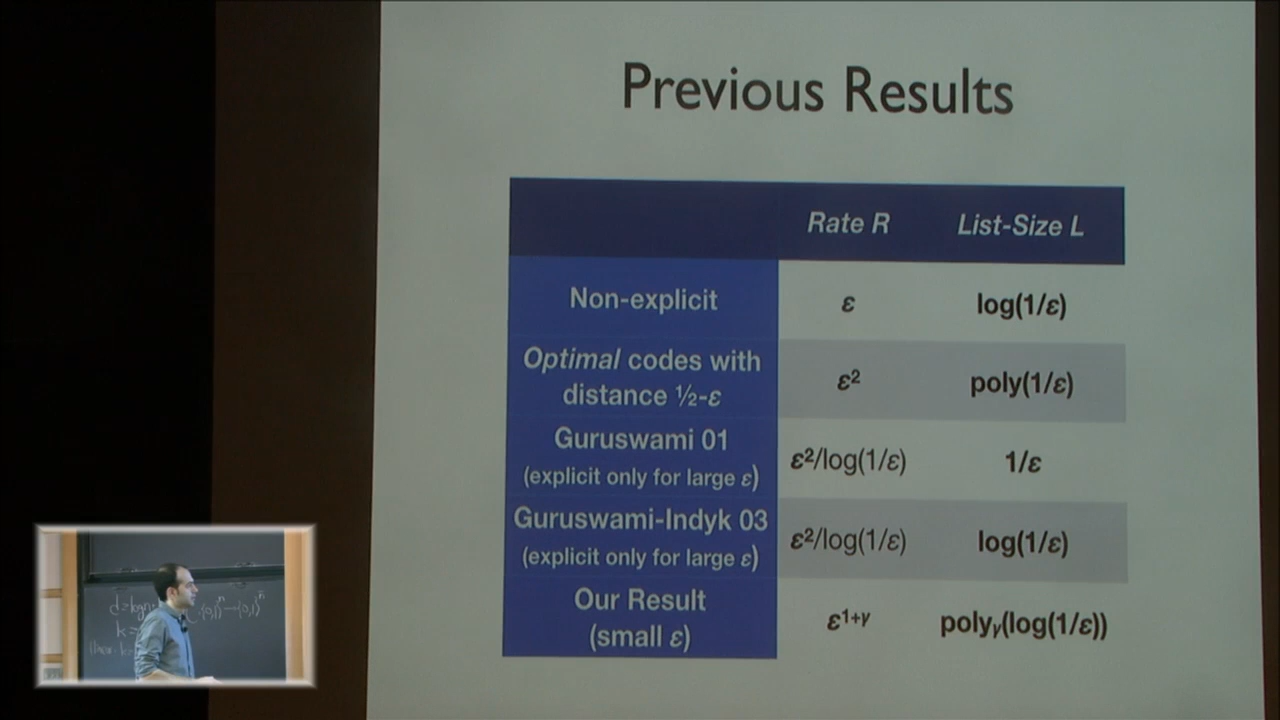 Previous Results
Rate R List-Size L
Non-explicit ε log(1/ε)
Optimal codes with
distance ½-ε ε² poly(1/ε)
Guruswami 01
(explicit only for large ε) ε²/log(1/ε) 1/ε
Guruswami-Indyk 03
(explicit only for large ε) ε²/log(1/ε) log(1/ε)
Our Result
(small ε) ε¹⁺ᵞ polyᵧ(log(1/ε))